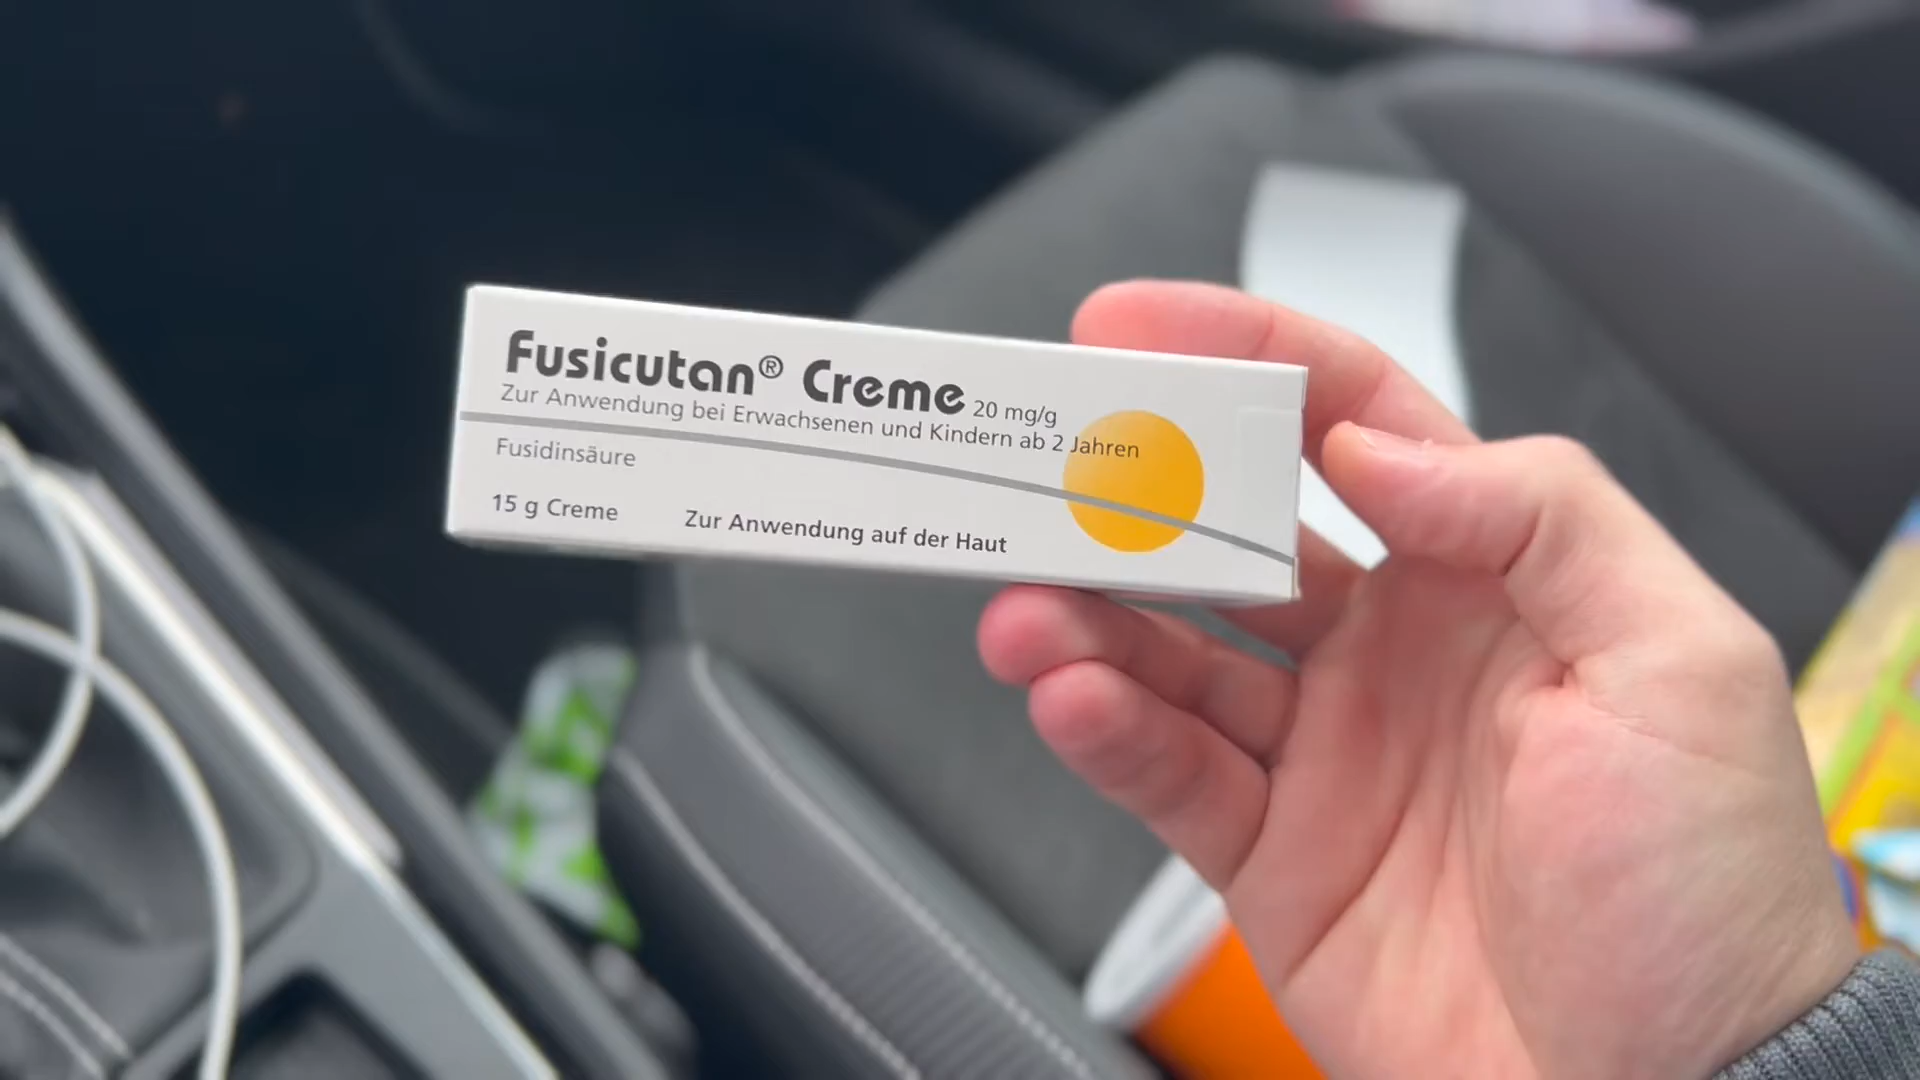 Fusicutan® Creme 20 mg/g
Zur Anwendung bei Erwachsenen und Kindern ab 2 Jahren
Fusidinsäure
15 g Creme
Zur Anwendung auf der Haut